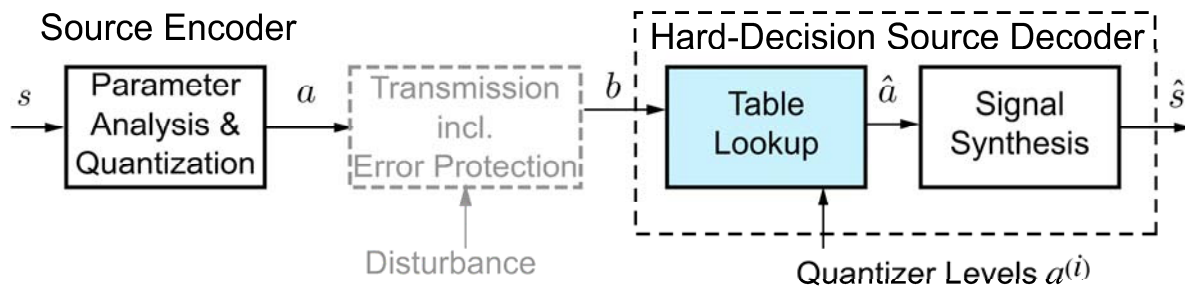 Source Encoder
Hard-Decision Source Decoder
s
Parameter
Analysis &
Quantization
a
Transmission
incl.
Error Protection
b
Table
Lookup
â
Signal
Synthesis
ŝ
Disturbance
Quantizer Levels a⁽ⁱ⁾